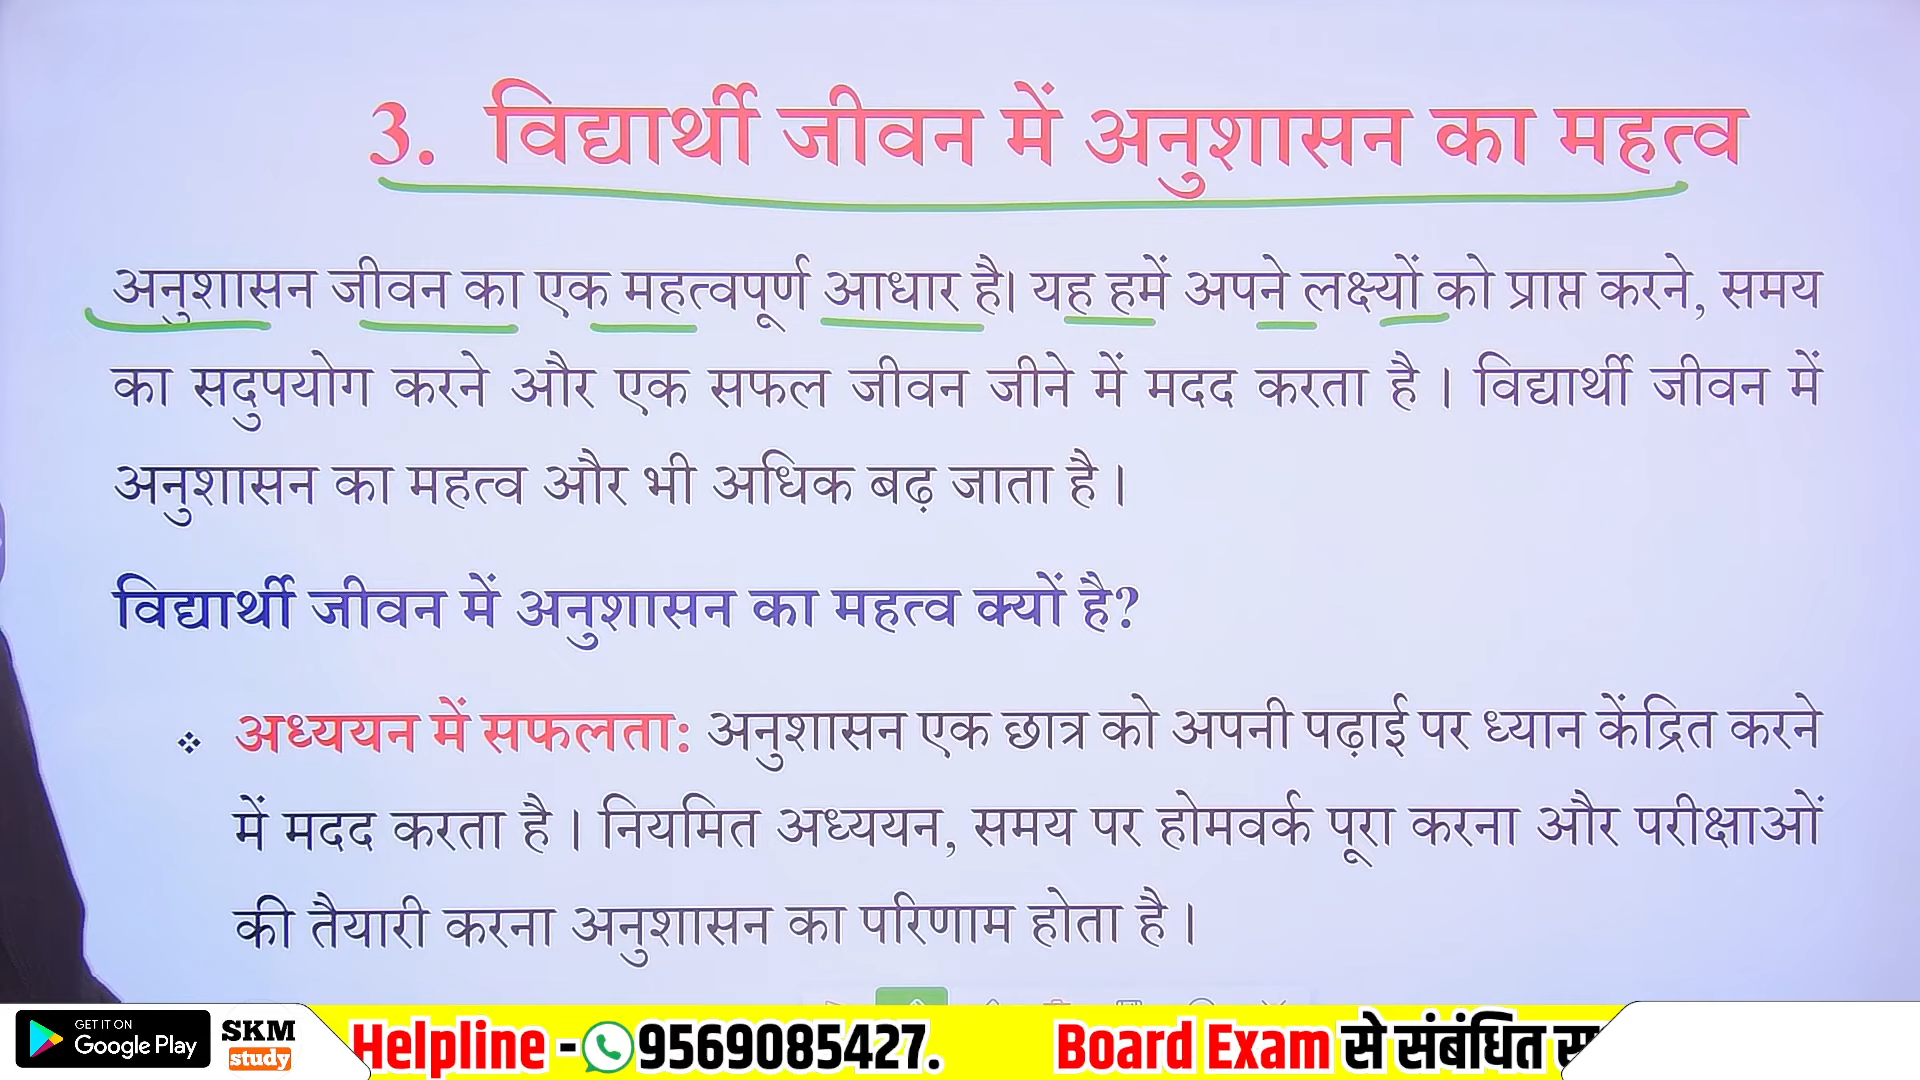 3. विद्यार्थी जीवन में अनुशासन का महत्व
अनुशासन जीवन का एक महत्वपूर्ण आधार है। यह हमें अपने लक्ष्यों को प्राप्त करने, समय
का सदुपयोग करने और एक सफल जीवन जीने में मदद करता है । विद्यार्थी जीवन में
अनुशासन का महत्व और भी अधिक बढ़ जाता है ।
विद्यार्थी जीवन में अनुशासन का महत्व क्यों है?
❖ अध्ययन में सफलता: अनुशासन एक छात्र को अपनी पढ़ाई पर ध्यान केंद्रित करने
में मदद करता है । नियमित अध्ययन, समय पर होमवर्क पूरा करना और परीक्षाओं
की तैयारी करना अनुशासन का परिणाम होता है ।
GET IT ON
Google Play
SKM
study
Helpline - 9569085427. Board Exam से संबंधित